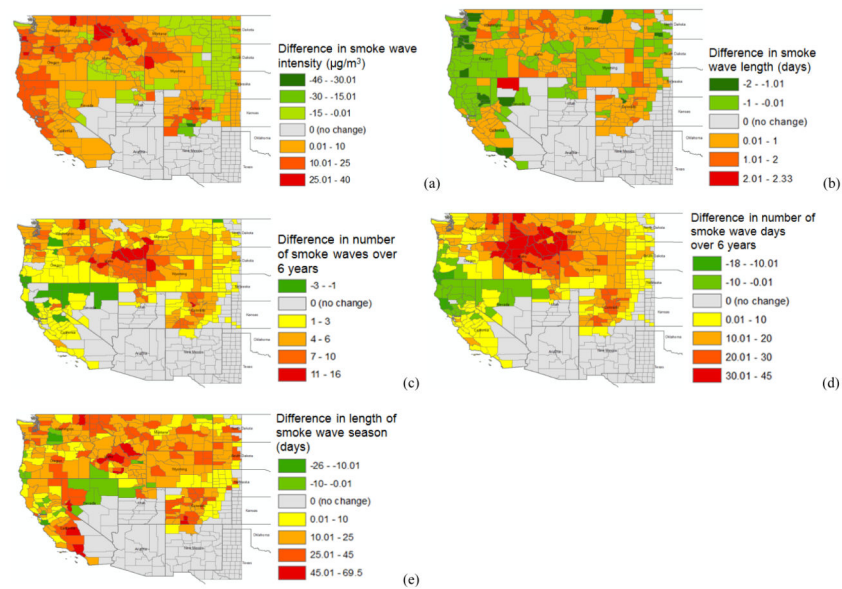 Difference in smoke wave
intensity (µg/m³)
-46 - -30.01
-30 - -15.01
-15 - -0.01
0 (no change)
0.01 - 10
10.01 - 25
25.01 - 40
(a)
Difference in smoke
wave length (days)
-2 - -1.01
-1 - -0.01
0 (no change)
0.01 - 1
1.01 - 2
2.01 - 2.33
(b)
Difference in number
of smoke waves over
6 years
-3 - -1
0 (no change)
1 - 3
4 - 6
7 - 10
11 - 16
(c)
Difference in number of
smoke wave days
over 6 years
-18 - -10.01
-10 - -0.01
0 (no change)
0.01 - 10
10.01 - 20
20.01 - 30
30.01 - 45
(d)
Difference in length of
smoke wave season
(days)
-26 - -10.01
-10- -0.01
0 (no change)
0.01 - 10
10.01 - 25
25.01 - 45
45.01 - 69.5
(e)